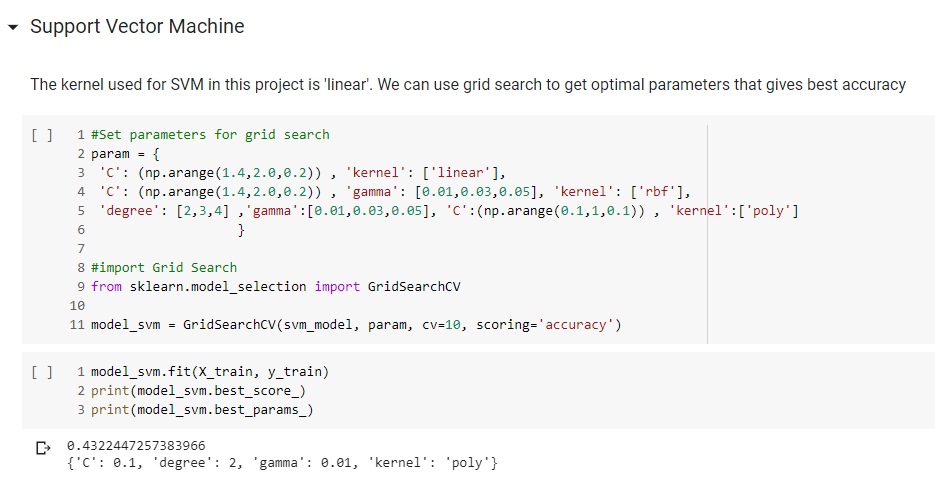 Support Vector Machine
The kernel used for SVM in this project is 'linear'. We can use grid search to get optimal parameters that gives best accuracy
[ ] 1 #Set parameters for grid search
2 param = {
3 'C': (np.arange(1.4,2.0,0.2)) , 'kernel': ['linear'],
4 'C': (np.arange(1.4,2.0,0.2)) , 'gamma': [0.01,0.03,0.05], 'kernel': ['rbf'],
5 'degree': [2,3,4] ,'gamma':[0.01,0.03,0.05], 'C':(np.arange(0.1,1,0.1)) , 'kernel':['poly']
6 }
7
8 #import Grid Search
9 from sklearn.model_selection import GridSearchCV
10
11 model_svm = GridSearchCV(svm_model, param, cv=10, scoring='accuracy')
[ ] 1 model_svm.fit(X_train, y_train)
2 print(model_svm.best_score_)
3 print(model_svm.best_params_)
0.4322447257383966
{'C': 0.1, 'degree': 2, 'gamma': 0.01, 'kernel': 'poly'}